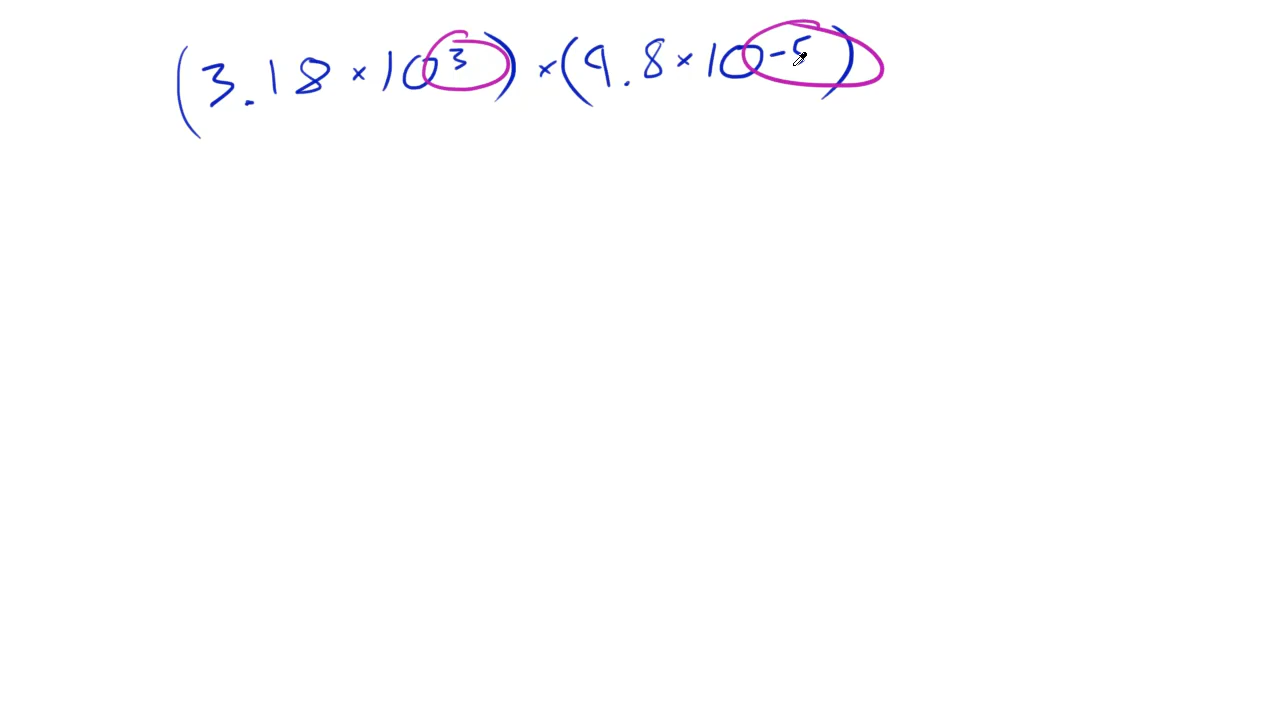 (3.18 × 10³) × (9.8 × 10⁻⁵)